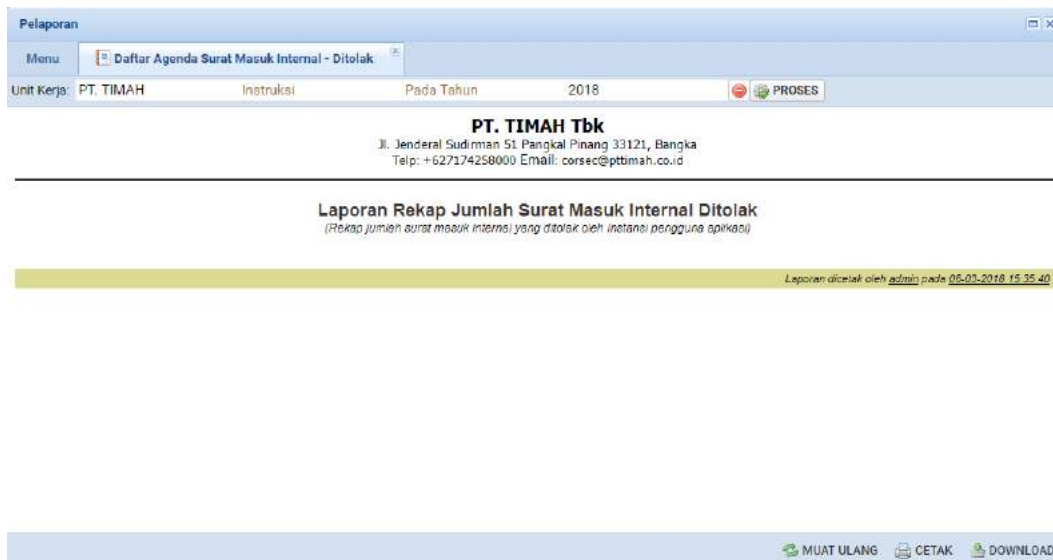 Pelaporan
Menu Daftar Agenda Surat Masuk Internal - Ditolak
Unit Kerja: PT. TIMAH Instruksi Pada Tahun 2018 PROSES
PT. TIMAH Tbk
Jl. Jenderal Sudirman 51 Pangkal Pinang 33121, Bangka
Telp: +627174258000 Email: corsec@pttimah.co.id
Laporan Rekap Jumlah Surat Masuk Internal Ditolak
(Rekap jumlah surat masuk internal yang ditolak oleh instansi pengguna aplikasi)
Laporan dicetak oleh admin pada 06-03-2018 15:35:40
MUAT ULANG CETAK DOWNLOAD